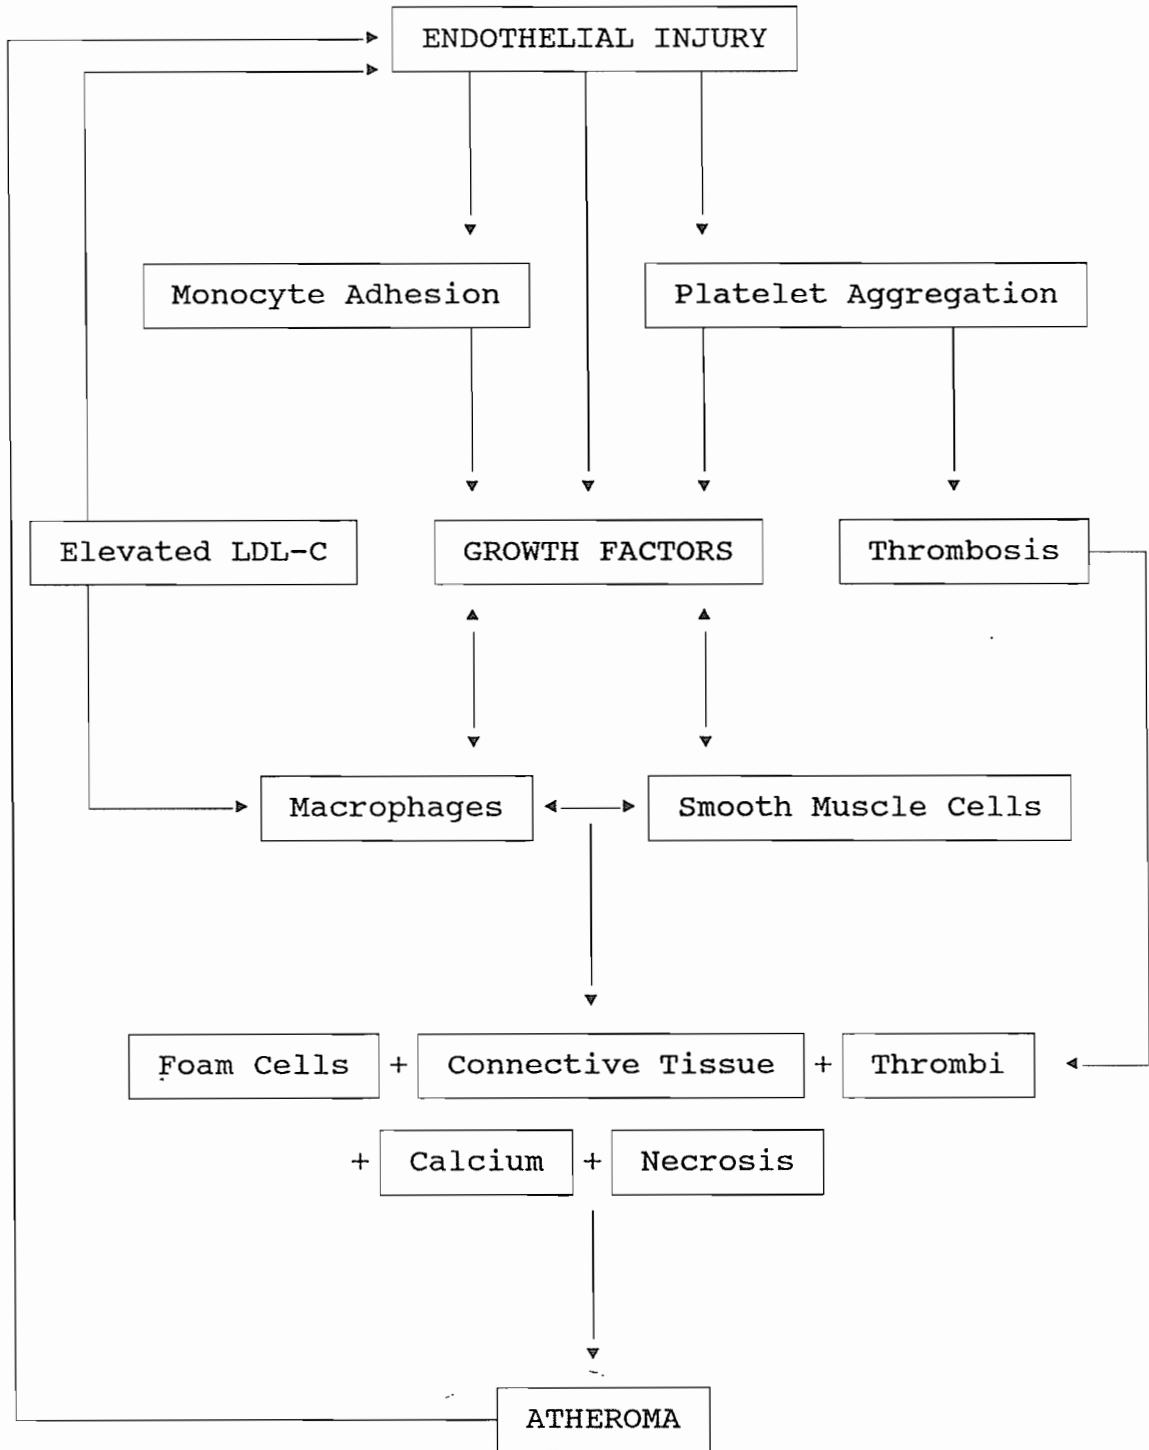 ENDOTHELIAL INJURY
Monocyte Adhesion
Platelet Aggregation
Elevated LDL-C
GROWTH FACTORS
Thrombosis
Macrophages
Smooth Muscle Cells
Foam Cells + Connective Tissue + Thrombi
+ Calcium + Necrosis
ATHEROMA